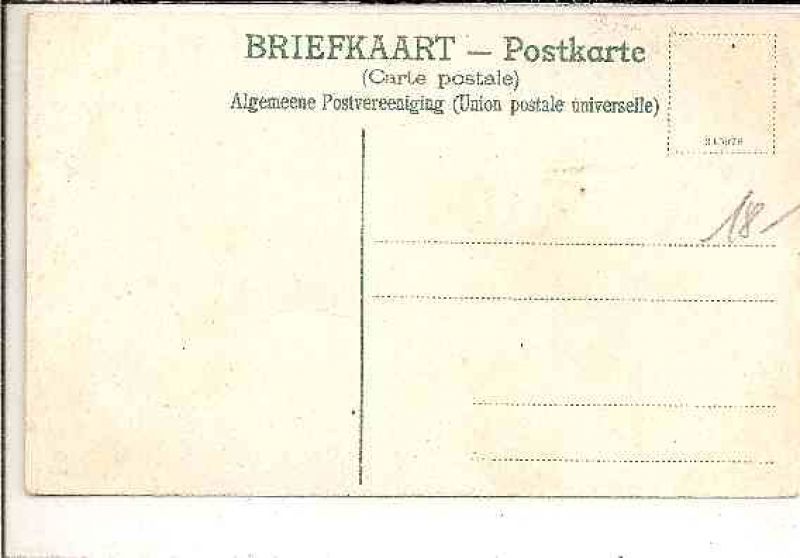 BRIEFKAART — Postkarte
(Carte postale)
Algemeene Postvereeniging (Union postale universelle)
18-